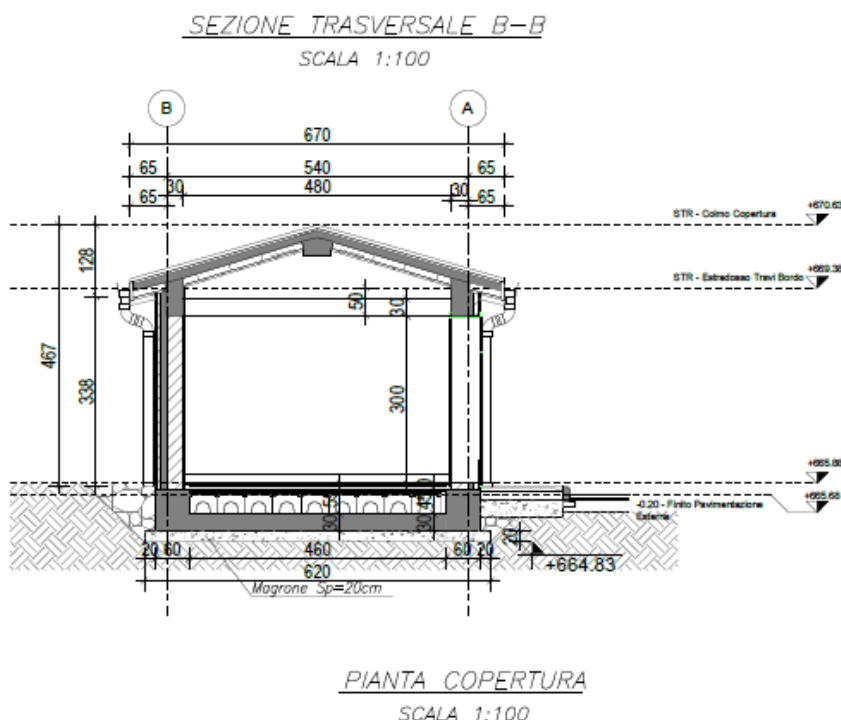 SEZIONE TRASVERSALE B-B
SCALA 1:100
B A
670
65 540 65
30 480 30
65 65
STR - Colmo Copertura +670.63
128
STR - Estradosso Travi Bordo +669.38
50 30
467
338
300
+665.88
+665.68
-0.20 - Finito Pavimentazione
Esterna
30 30
20 60 460 60 20
20
+664.83
620
Magrone Sp=20cm
PIANTA COPERTURA
SCALA 1:100